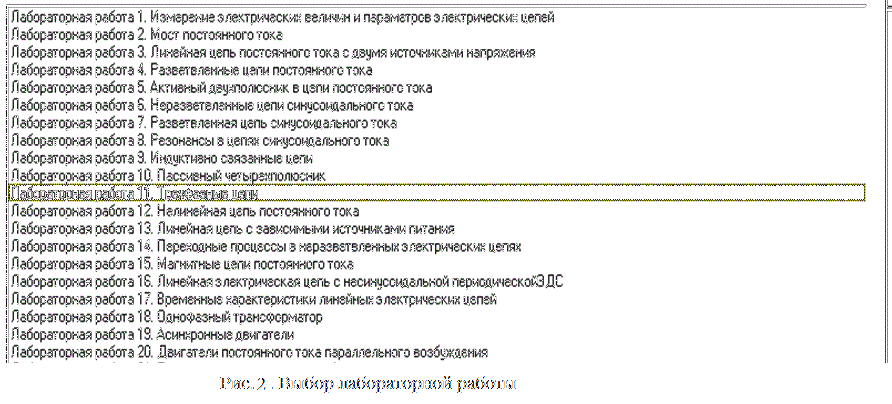 Лабораторная работа 1. Измерение электрических величин и параметров электрических цепей
Лабораторная работа 2. Мост постоянного тока
Лабораторная работа 3. Линейная цепь постоянного тока с двумя источниками напряжения
Лабораторная работа 4. Разветвленные цепи постоянного тока
Лабораторная работа 5. Активный двухполюсник в цепи постоянного тока
Лабораторная работа 6. Неразветвленные цепи синусоидального тока
Лабораторная работа 7. Разветвленная цепь синусоидального тока
Лабораторная работа 8. Резонансы в цепях синусоидального тока
Лабораторная работа 9. Индуктивно связанные цепи
Лабораторная работа 10. Пассивный четырехполюсник
Лабораторная работа 11. Трехфазные цепи
Лабораторная работа 12. Нелинейная цепь постоянного тока
Лабораторная работа 13. Линейная цепь с зависимыми источниками питания
Лабораторная работа 14. Переходные процессы в неразветвленных электрических цепях
Лабораторная работа 15. Магнитные цепи постоянного тока
Лабораторная работа 16. Линейная электрическая цепь с несинусоидальной периодическойЭДС
Лабораторная работа 17. Временные характеристики линейных электрических цепей
Лабораторная работа 18. Однофазный трансформатор
Лабораторная работа 19. Асинхронные двигатели
Лабораторная работа 20. Двигатели постоянного тока параллельного возбуждения
Рис.2 . Выбор лабораторной работы